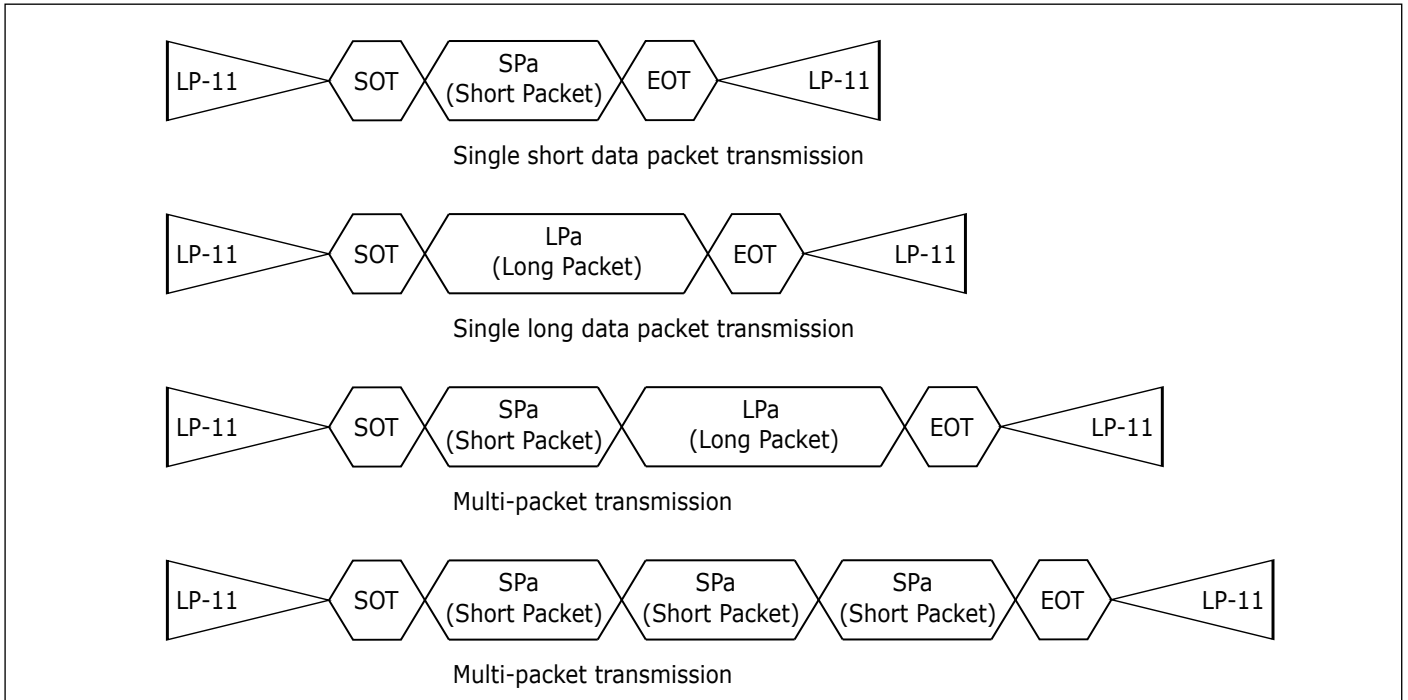 LP-11 SOT SPa EOT LP-11
(Short Packet)
Single short data packet transmission
LP-11 SOT LPa EOT LP-11
(Long Packet)
Single long data packet transmission
LP-11 SOT SPa LPa EOT LP-11
(Short Packet) (Long Packet)
Multi-packet transmission
LP-11 SOT SPa SPa SPa EOT LP-11
(Short Packet) (Short Packet) (Short Packet)
Multi-packet transmission